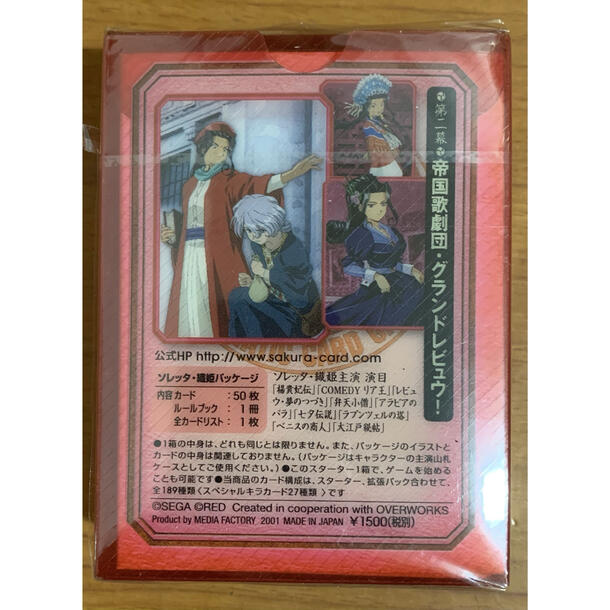 第二幕・帝国歌劇団・グランドレビュウ!
公式HP http://www.sakura-card.com
ソレッタ・織姫パッケージ
内容カード : 50枚
ルールブック : 1冊
全カードリスト : 1枚
ソレッタ・織姫主演 演目
「楊貴妃伝」「COMEDY リア王」「レビュ
ウ・夢のつづき」「弁天小僧」「アラビアの
バラ」「七夕伝説」「ラプンツェルの塔」
「ベニスの商人」「大江戸綴帖」
●1箱の中身は、どれも同じとは限りません。また、パッケージのイラストと
カードの中身は関連しておりません。(パッケージはキャラクターの主演山札
ケースとしてご使用ください。)●このスターター1箱で、ゲームを始める
ことも可能です●当商品のカード構成は、スターター、拡張パック合わせて、
全189種類〈スペシャルキラカード27種類〉です
©SEGA ©RED Created in cooperation with OVERWORKS
Product by MEDIA FACTORY 2001 MADE IN JAPAN ¥1500(税別)